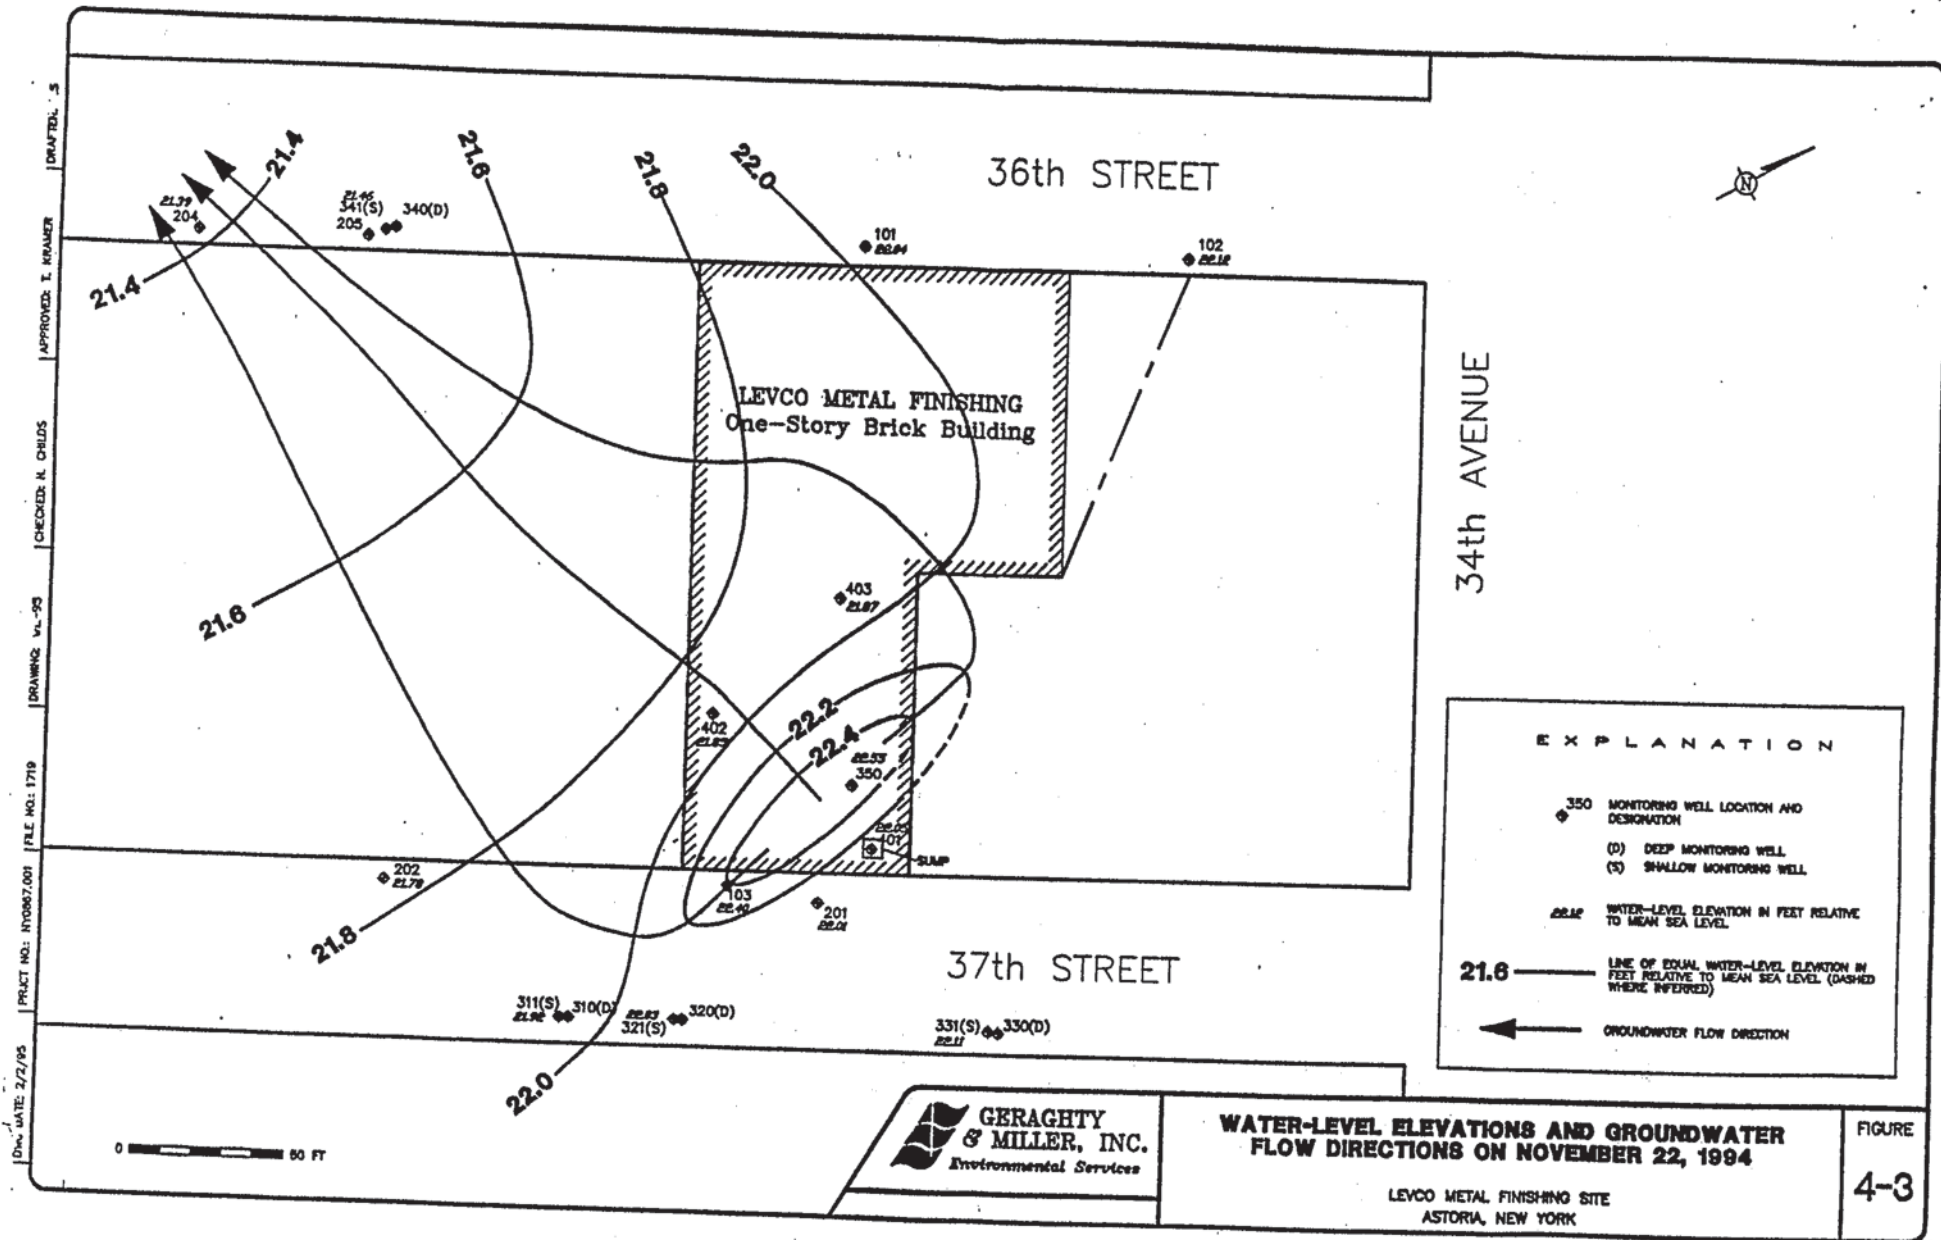 36th STREET
21.4
21.6
21.8
22.0
21.39
204
21.46
341(S)
340(D)
205
101
102
22.12
21.4
LEVCO METAL FINISHING
One-Story Brick Building
34th AVENUE
403
21.87
21.6
402
22.2
22.4
22.53
350
SUMP
202
21.78
103
22.40
201
22.01
21.8
37th STREET
311(S)
310(D)
21.92
22.03
320(D)
321(S)
331(S)
330(D)
22.11
22.0
0
50 FT
EXPLANATION
350
MONITORING WELL LOCATION AND
DESIGNATION
(D) DEEP MONITORING WELL
(S) SHALLOW MONITORING WELL
22.12
WATER-LEVEL ELEVATION IN FEET RELATIVE
TO MEAN SEA LEVEL
21.6
LINE OF EQUAL WATER-LEVEL ELEVATION IN
FEET RELATIVE TO MEAN SEA LEVEL (DASHED
WHERE INFERRED)
GROUNDWATER FLOW DIRECTION
N
GERAGHTY
& MILLER, INC.
Environmental Services
WATER-LEVEL ELEVATIONS AND GROUNDWATER
FLOW DIRECTIONS ON NOVEMBER 22, 1994
LEVCO METAL FINISHING SITE
ASTORIA, NEW YORK
FIGURE
4-3
DWG DATE: 2/2/95
PRJCT NO.: NY0867.001
FILE NO.: 1719
DRAWING:
CHECKED: N. CHILDS
APPROVED: T. KRAMER
DRAFTER: